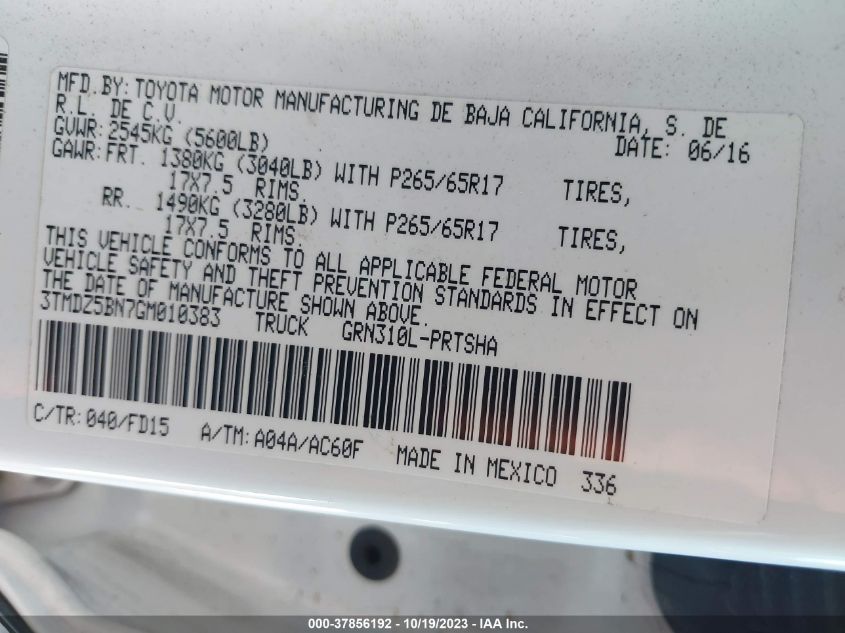 MFD.BY: TOYOTA MOTOR MANUFACTURING DE BAJA CALIFORNIA, S. DE
R.L. DE C.V. DATE: 06/16
GVWR: 2545KG (5600LB)
GAWR: FRT. 1380KG (3040LB) WITH P265/65R17 TIRES,
17X7.5 RIMS.
RR. 1490KG (3280LB) WITH P265/65R17 TIRES,
17X7.5 RIMS.
THIS VEHICLE CONFORMS TO ALL APPLICABLE FEDERAL MOTOR
VEHICLE SAFETY AND THEFT PREVENTION STANDARDS IN EFFECT ON
THE DATE OF MANUFACTURE SHOWN ABOVE.
3TMDZ5BN7GM010383 TRUCK GRN310L-PRTSHA
C/TR: 040/FD15 A/TM: A04A/AC60F MADE IN MEXICO 336
000-37856192 - 10/19/2023 - IAA Inc.